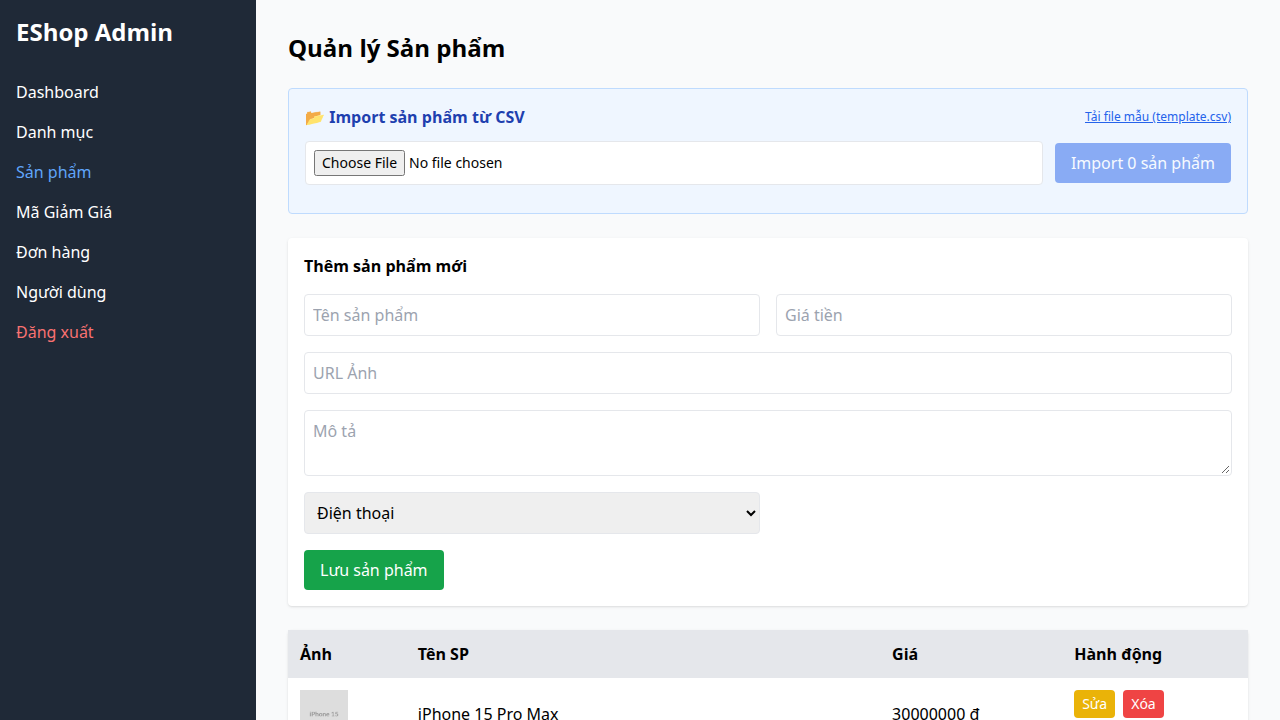 EShop Admin
Dashboard
Danh mục
Sản phẩm
Mã Giảm Giá
Đơn hàng
Người dùng
Đăng xuất
Quản lý Sản phẩm
📂 Import sản phẩm từ CSV
Tải file mẫu (template.csv)
Choose File No file chosen
Import 0 sản phẩm
Thêm sản phẩm mới
Tên sản phẩm
Giá tiền
URL Ảnh
Mô tả
Điện thoại
Lưu sản phẩm
Ảnh Tên SP Giá Hành động
iPhone 15
iPhone 15 Pro Max
30000000 đ
Sửa Xóa